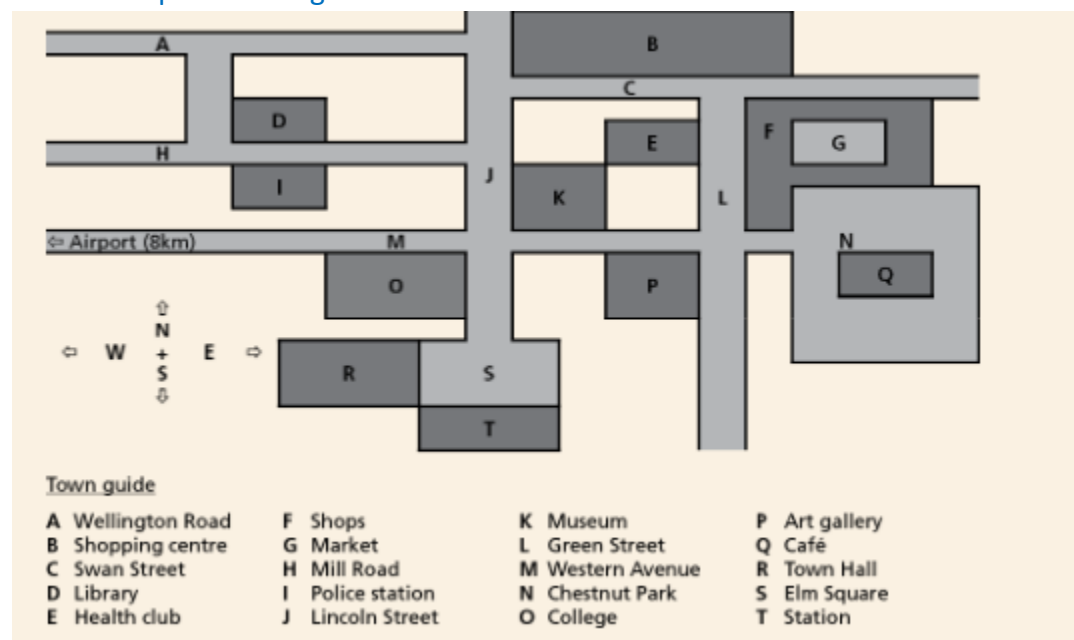 A
B
C
D
E
F
G
H
I
J
K
L
⇦ Airport (8km)
M
N
O
P
Q
⇧
N
⇦ W + E ⇨
S
⇩
R
S
T
Town guide
A Wellington Road
B Shopping centre
C Swan Street
D Library
E Health club
F Shops
G Market
H Mill Road
I Police station
J Lincoln Street
K Museum
L Green Street
M Western Avenue
N Chestnut Park
O College
P Art gallery
Q Café
R Town Hall
S Elm Square
T Station